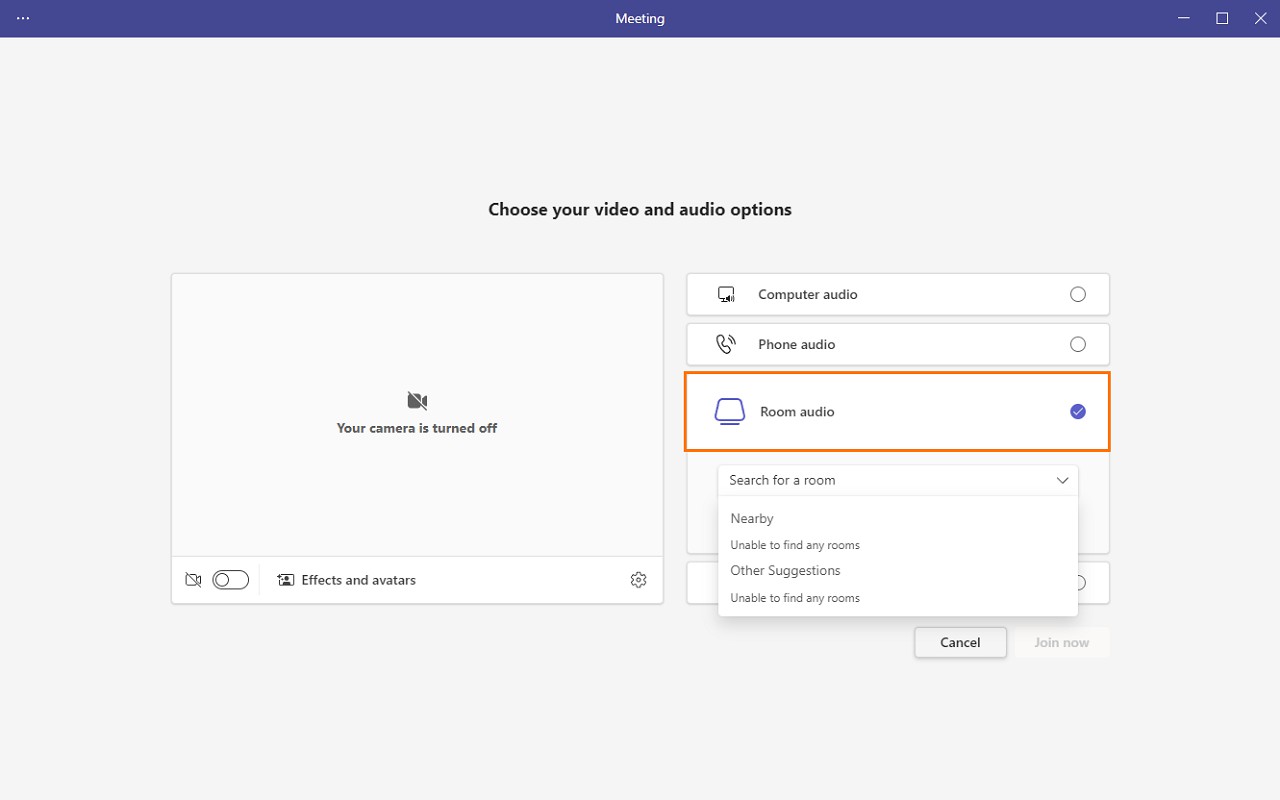 Meeting
Choose your video and audio options
Your camera is turned off
Effects and avatars
Computer audio
Phone audio
Room audio
Search for a room
Nearby
Unable to find any rooms
Other Suggestions
Unable to find any rooms
Cancel
Join now